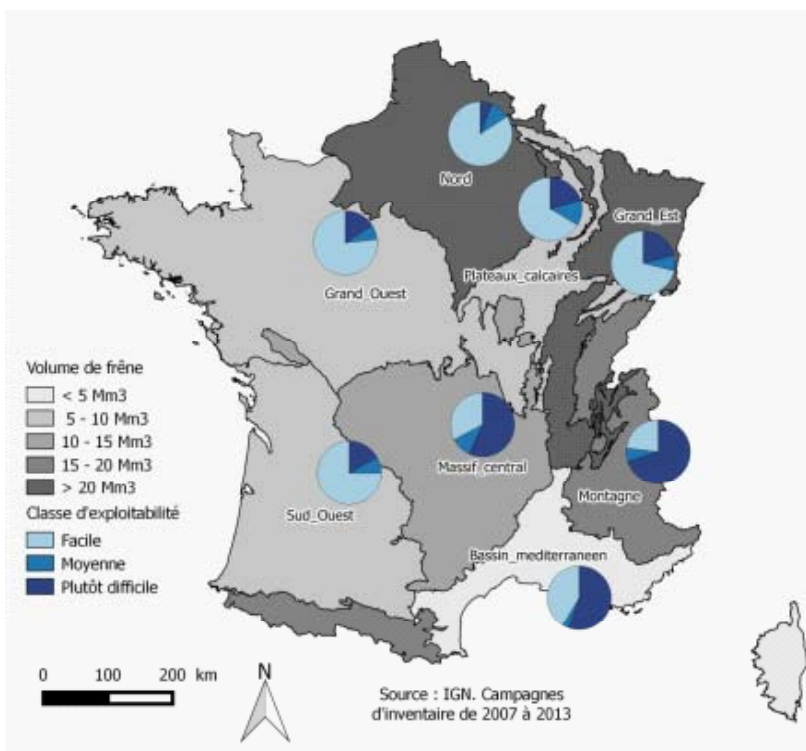 Nord
Grand_Est
Plateaux_calcaires
Grand_Ouest
Volume de frêne
< 5 Mm3
5 - 10 Mm3
10 - 15 Mm3
15 - 20 Mm3
> 20 Mm3
Massif_central
Montagne
Sud_Ouest
Classe d'exploitabilité
Facile
Moyenne
Plutôt difficile
Bassin_mediterraneen
0 100 200 km
N
Source : IGN. Campagnes
d'inventaire de 2007 à 2013